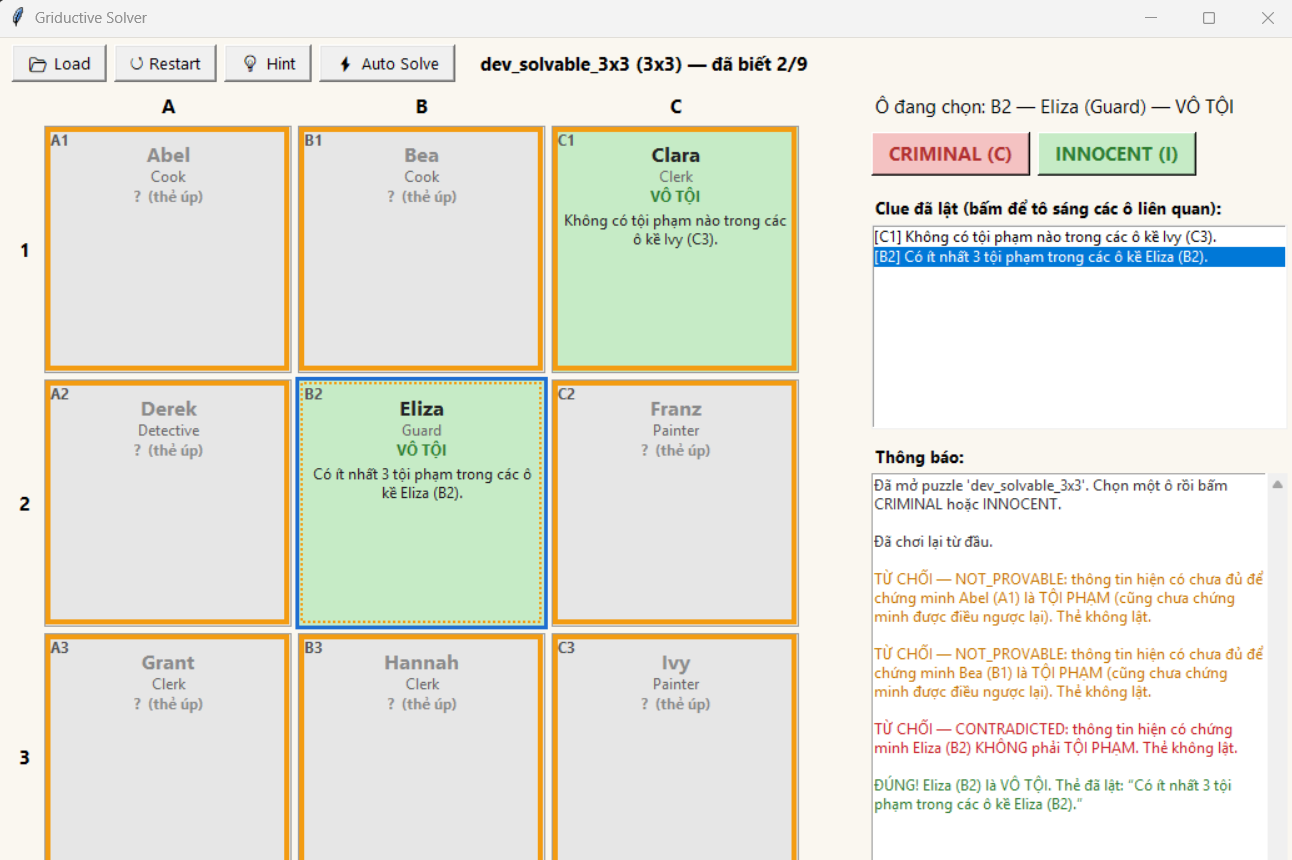 Griductive Solver
Load Restart Hint Auto Solve dev_solvable_3x3 (3x3) — đã biết 2/9
A B C
1
A1
Abel
Cook
? (thẻ úp)
B1
Bea
Cook
? (thẻ úp)
C1
Clara
Clerk
VÔ TỘI
Không có tội phạm nào trong các
ô kề Ivy (C3).
2
A2
Derek
Detective
? (thẻ úp)
B2
Eliza
Guard
VÔ TỘI
Có ít nhất 3 tội phạm trong các ô
kề Eliza (B2).
C2
Franz
Painter
? (thẻ úp)
3
A3
Grant
Clerk
? (thẻ úp)
B3
Hannah
Clerk
? (thẻ úp)
C3
Ivy
Painter
? (thẻ úp)
Ô đang chọn: B2 — Eliza (Guard) — VÔ TỘI
CRIMINAL (C) INNOCENT (I)
Clue đã lật (bấm để tô sáng các ô liên quan):
[C1] Không có tội phạm nào trong các ô kề Ivy (C3).
[B2] Có ít nhất 3 tội phạm trong các ô kề Eliza (B2).
Thông báo:
Đã mở puzzle 'dev_solvable_3x3'. Chọn một ô rồi bấm
CRIMINAL hoặc INNOCENT.
Đã chơi lại từ đầu.
TỪ CHỐI — NOT_PROVABLE: thông tin hiện có chưa đủ để
chứng minh Abel (A1) là TỘI PHẠM (cũng chưa chứng
minh được điều ngược lại). Thẻ không lật.
TỪ CHỐI — NOT_PROVABLE: thông tin hiện có chưa đủ để
chứng minh Bea (B1) là TỘI PHẠM (cũng chưa chứng
minh được điều ngược lại). Thẻ không lật.
TỪ CHỐI — CONTRADICTED: thông tin hiện có chứng
minh Eliza (B2) KHÔNG phải TỘI PHẠM. Thẻ không lật.
ĐÚNG! Eliza (B2) là VÔ TỘI. Thẻ đã lật: “Có ít nhất 3 tội
phạm trong các ô kề Eliza (B2).”